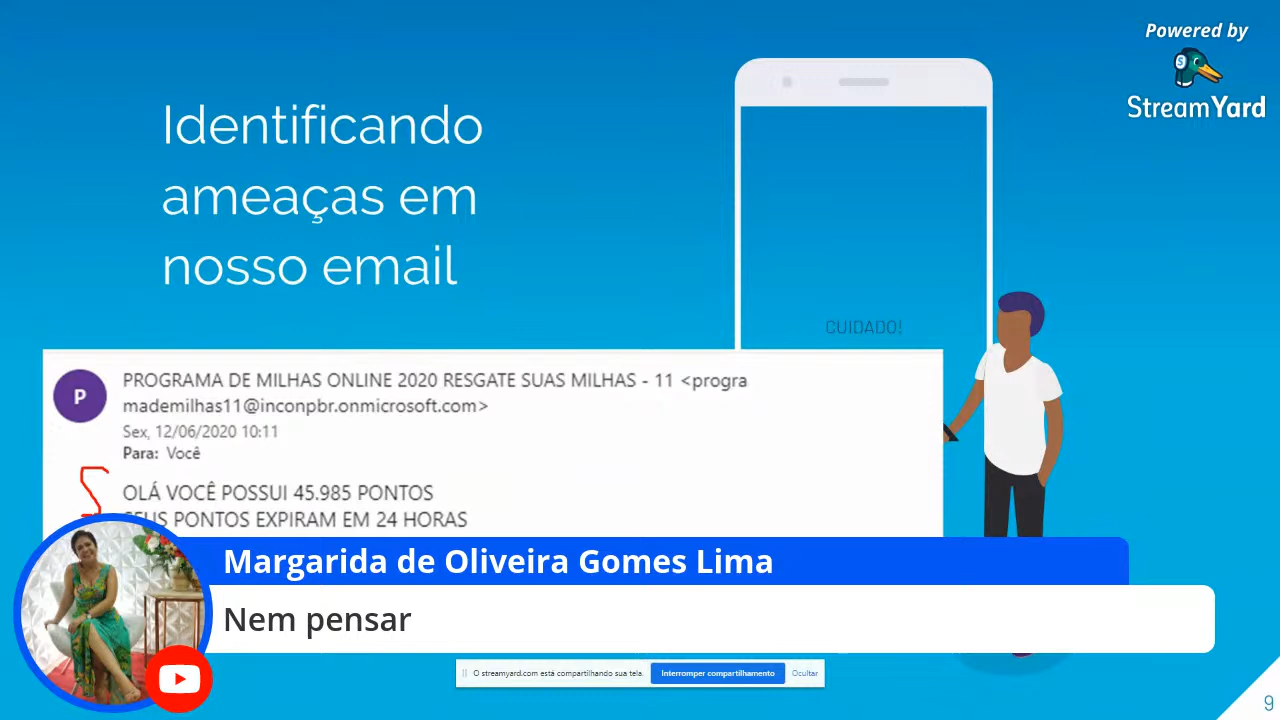 Powered by
StreamYard
Identificando
ameaças em
nosso email
CUIDADO!
P
PROGRAMA DE MILHAS ONLINE 2020 RESGATE SUAS MILHAS - 11 <progra
mademilhas11@inconpbr.onmicrosoft.com>
Sex, 12/06/2020 10:11
Para: Você
OLÁ VOCÊ POSSUI 45.985 PONTOS
SEUS PONTOS EXPIRAM EM 24 HORAS
Margarida de Oliveira Gomes Lima
Nem pensar
O streamyard.com está compartilhando sua tela. Interromper compartilhamento Ocultar
9